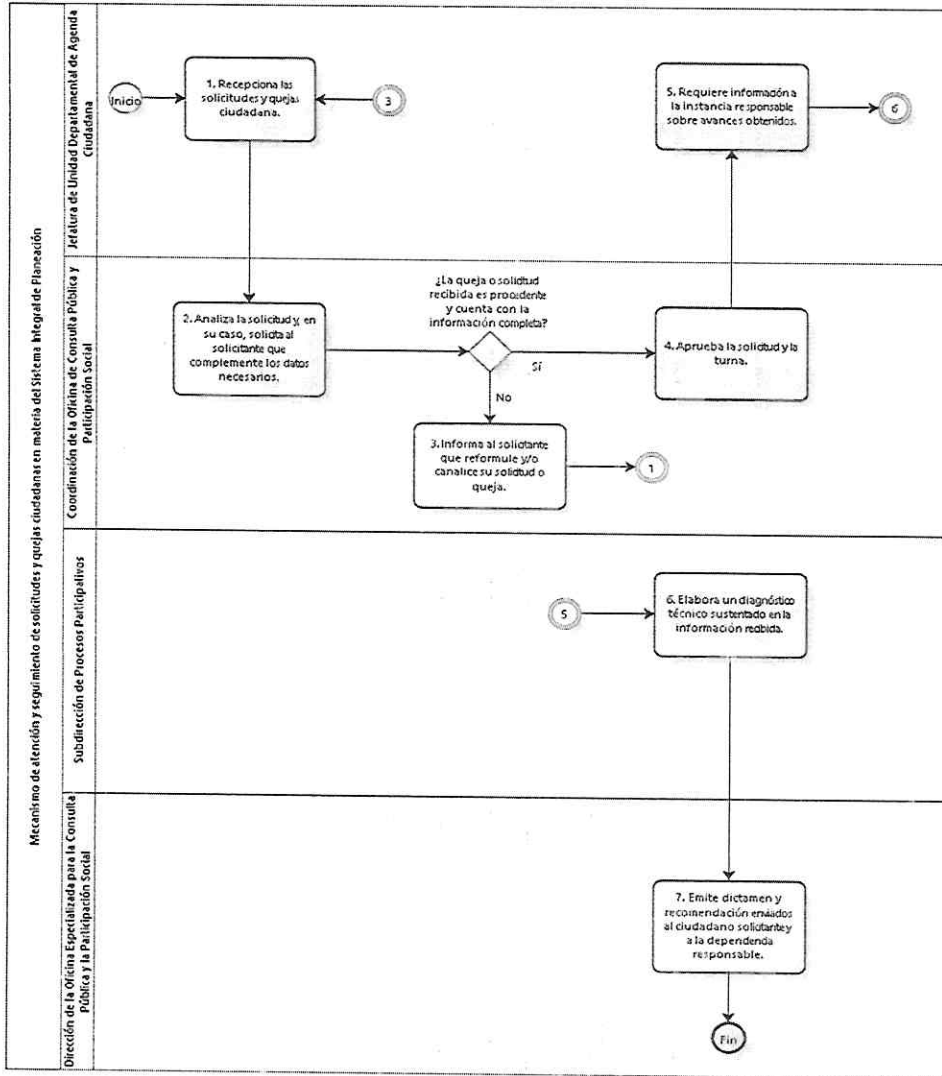 Mecanismo de atención y seguimiento de solicitudes y quejas ciudadanas en materia del Sistema Integral de Planeación
Jefatura de Unidad Departamental de Agenda
Ciudadana
Inicio
1. Recepciona las
solicitudes y quejas
ciudadana.
3
5. Requiere información a
la instancia responsable
sobre avances obtenidos.
6
Coordinación de la Oficina de Consulta Pública y
Participación Social
2. Analiza la solicitud y, en
su caso, solicita al
solicitante que
complemente los datos
necesarios.
¿La queja o solicitud
recibida es procedente
y cuenta con la
información completa?
Sí
No
4. Aprueba la solicitud y la
turna.
3. Informa al solicitante
que reformule y/o
canalice su solicitud o
queja.
1
Subdirección de Procesos Participativos
5
6. Elabora un diagnóstico
técnico sustentado en la
información recibida.
Dirección de la Oficina Especializada para la Consulta
Pública y la Participación Social
7. Emite dictamen y
recomendación enviados
al ciudadano solicitante y
a la dependencia
responsable.
Fin